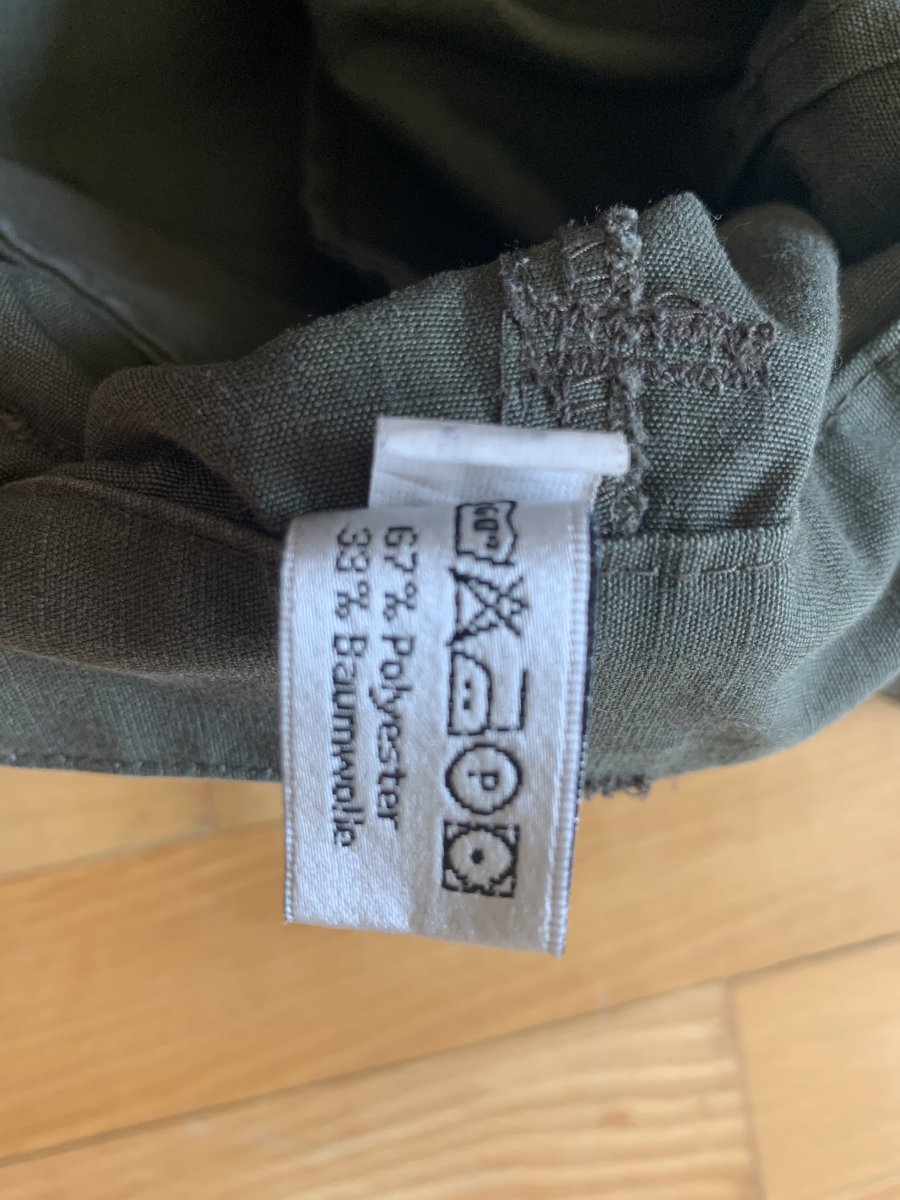 60° P
67% Polyester
33% Baumwolle